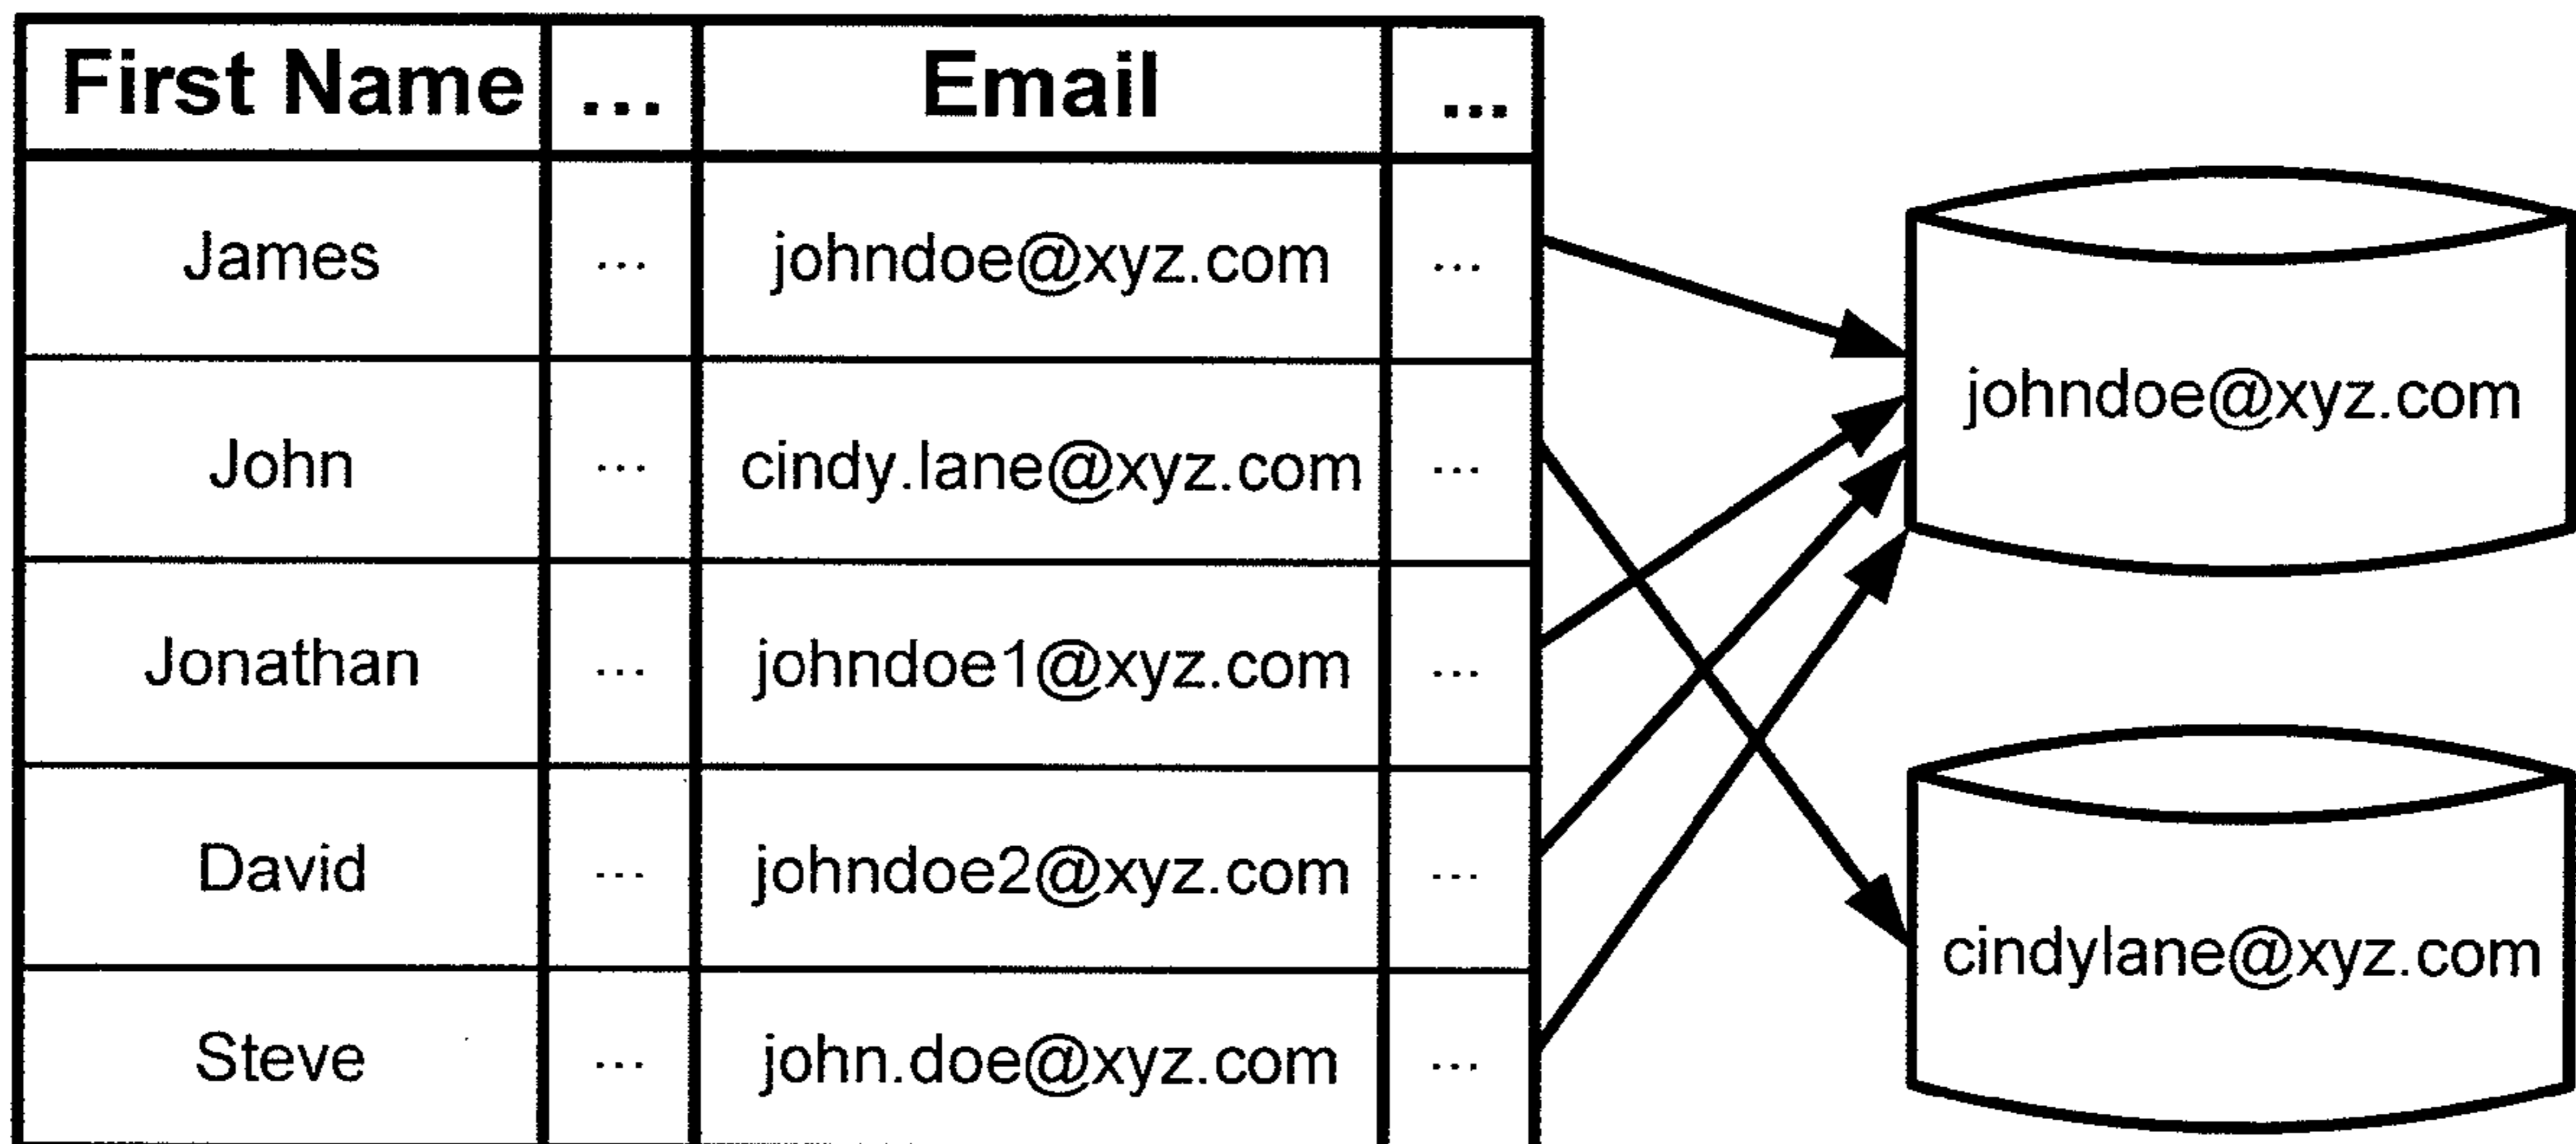 First Name ... Email ...
James ... johndoe@xyz.com ...
John ... cindy.lane@xyz.com ...
Jonathan ... johndoe1@xyz.com ...
David ... johndoe2@xyz.com ...
Steve ... john.doe@xyz.com ...
johndoe@xyz.com
cindylane@xyz.com